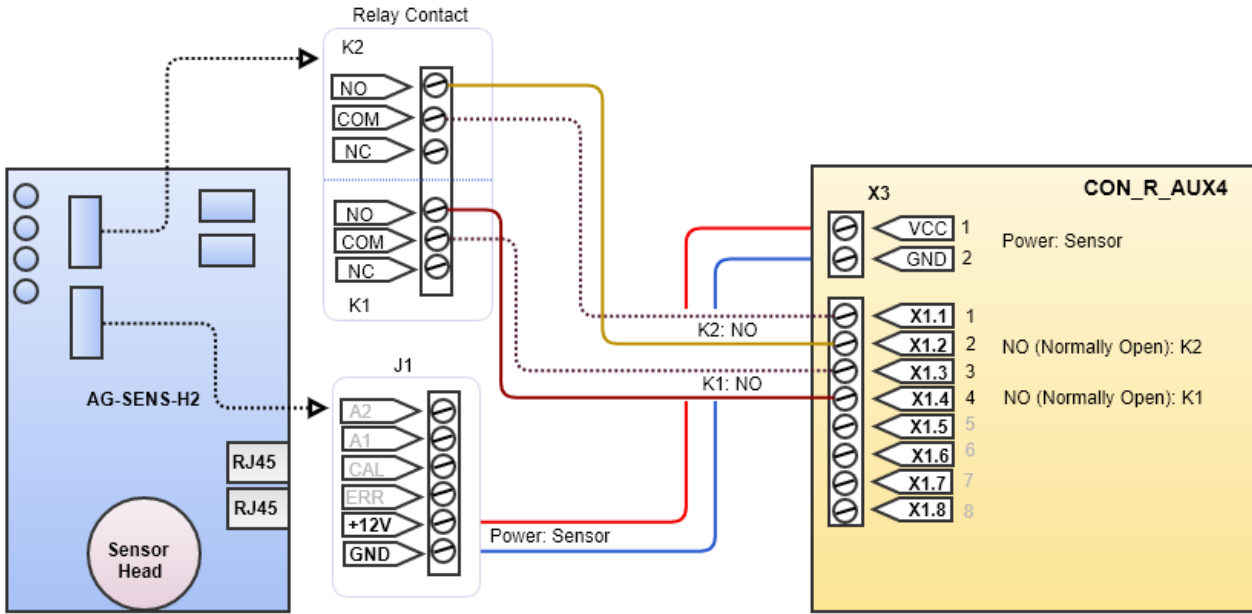 Relay Contact
K2
NO
COM
NC
NO
COM
NC
K1
AG-SENS-H2
RJ45
RJ45
Sensor
Head
J1
A2
A1
CAL
ERR
+12V
GND
Power: Sensor
K2: NO
K1: NO
CON_R_AUX4
X3
VCC 1
GND 2
Power: Sensor
X1.1 1
X1.2 2 NO (Normally Open): K2
X1.3 3
X1.4 4 NO (Normally Open): K1
X1.5 5
X1.6 6
X1.7 7
X1.8 8